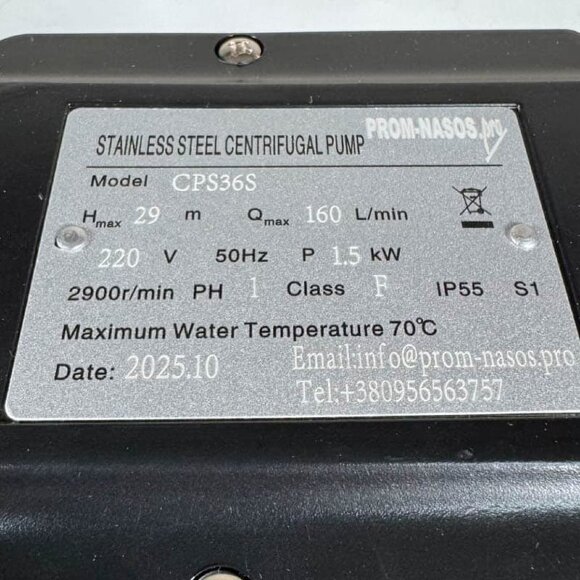 PROM-NASOS.pro
STAINLESS STEEL CENTRIFUGAL PUMP
Model CPS36S
Hmax 29 m Qmax 160 L/min
220 V 50Hz P 1.5 kW
2900r/min PH 1 Class F IP55 S1
Maximum Water Temperature 70℃
Date: 2025.10
Email:info@prom-nasos.pro
Tel:+380956563757